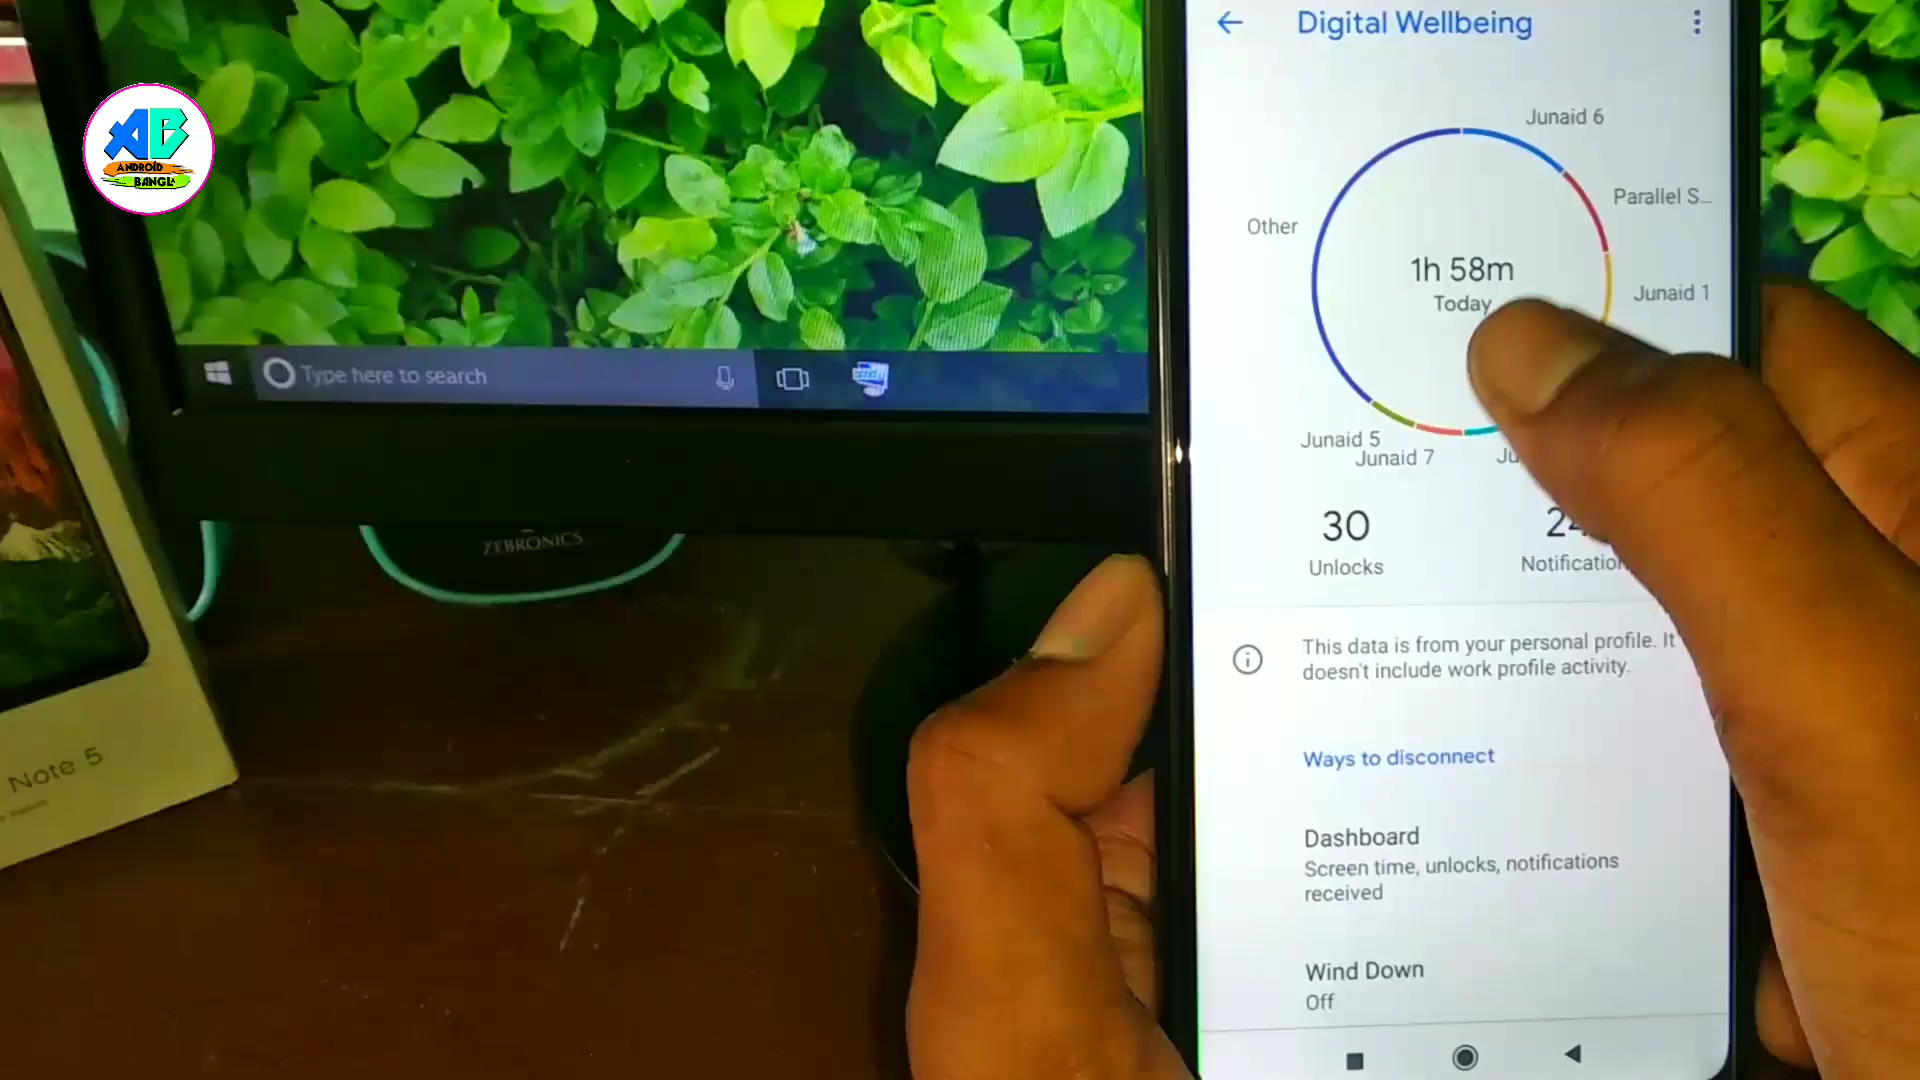 ANDROID
BANGL
Type here to search
ZEBRONICS
Note 5
Digital Wellbeing
Junaid 6
Parallel S...
Other
1h 58m
Today
Junaid 1
Junaid 5
Junaid 7
30
Unlocks
This data is from your personal profile. It
doesn't include work profile activity.
Ways to disconnect
Dashboard
Screen time, unlocks, notifications
received
Wind Down
Off